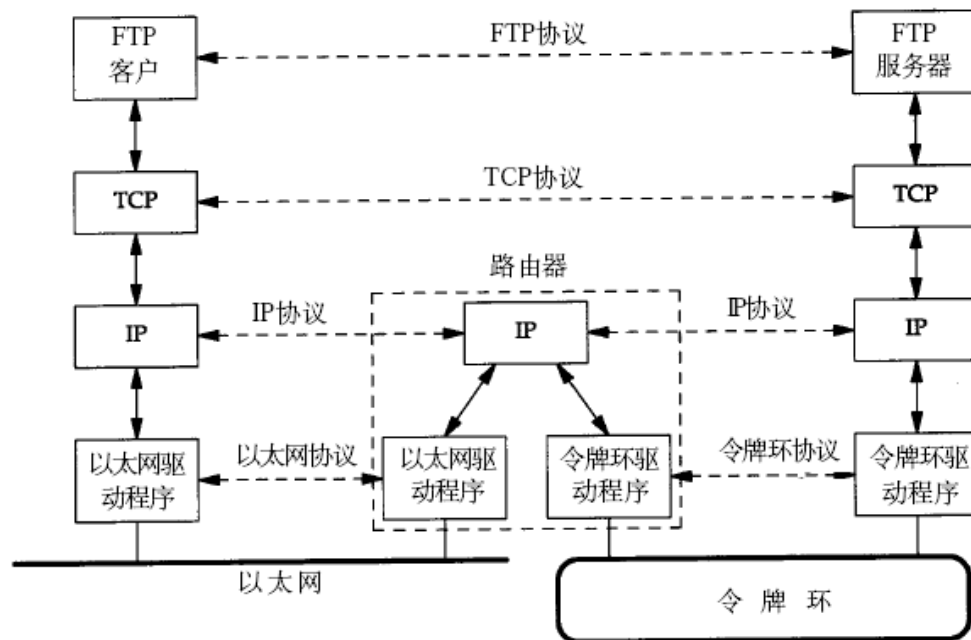 FTP
客户
FTP协议
FTP
服务器
TCP
TCP协议
TCP
路由器
IP
IP协议
IP
IP协议
IP
以太网驱
动程序
以太网协议
以太网驱
动程序
令牌环驱
动程序
令牌环协议
令牌环驱
动程序
以太网
令牌环